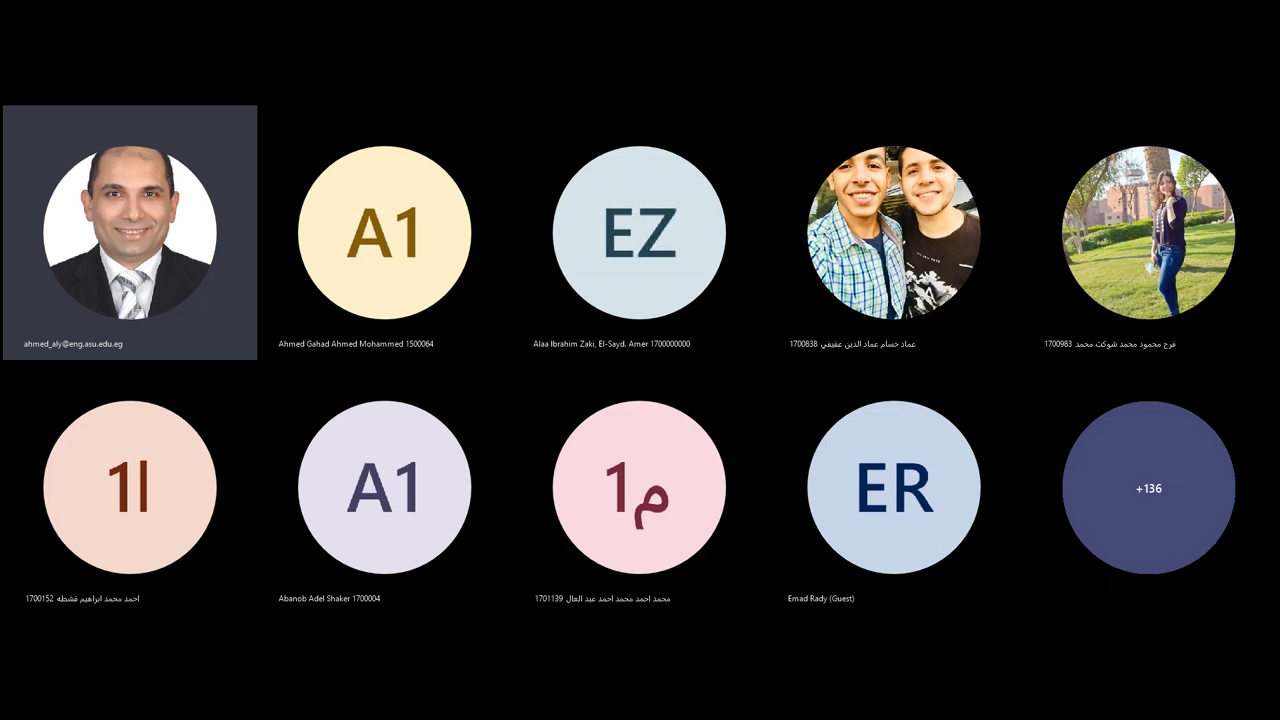 A1
EZ
ahmed_aly@eng.asu.edu.eg
Ahmed Gahad Ahmed Mohammed 1500064
Alaa Ibrahim Zaki, El-Sayd, Amer 1700000000
عماد حسام عماد الدين عفيفي 1700838
فرح محمود محمد شوكت محمد 1700983
ا1
A1
م1
ER
+136
احمد محمد ابراهيم قشطه 1700152
Abanob Adel Shaker 1700004
محمد احمد محمد احمد عبد العال 1701139
Emad Rady (Guest)